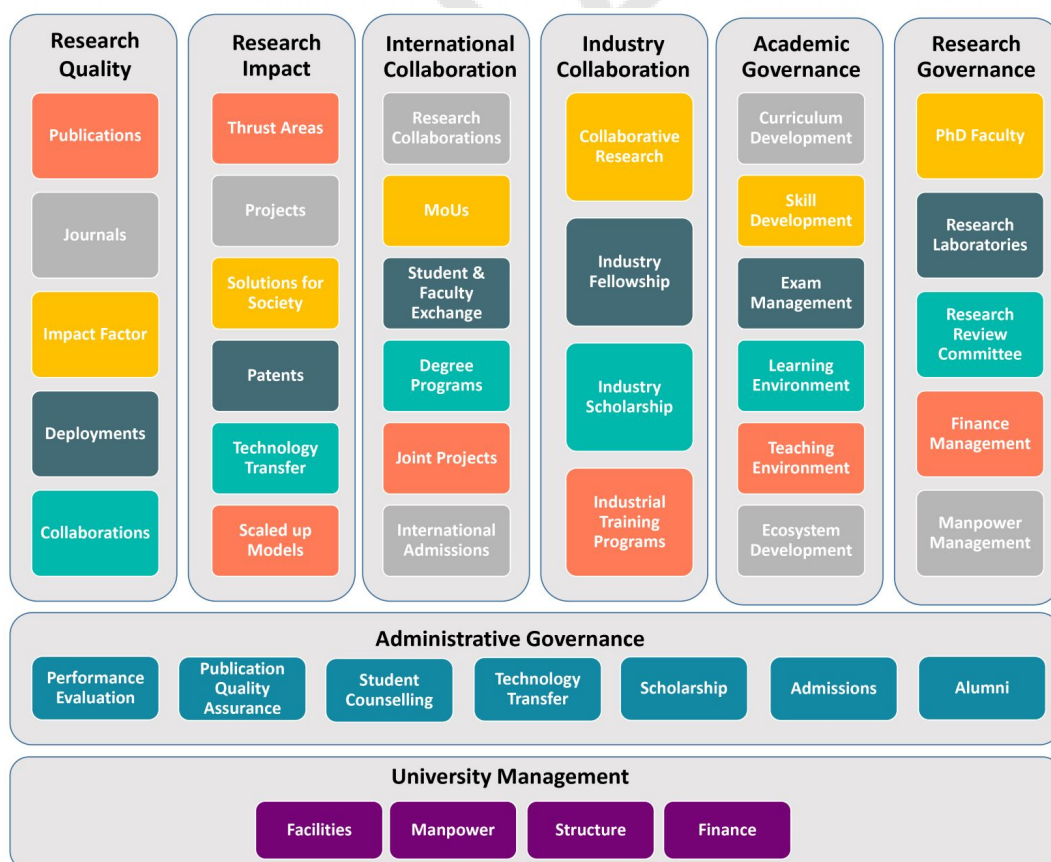 Research
Quality
Publications
Journals
Impact Factor
Deployments
Collaborations
Research
Impact
Thrust Areas
Projects
Solutions for
Society
Patents
Technology
Transfer
Scaled up
Models
International
Collaboration
Research
Collaborations
MoUs
Student &
Faculty
Exchange
Degree
Programs
Joint Projects
International
Admissions
Industry
Collaboration
Collaborative
Research
Industry
Fellowship
Industry
Scholarship
Industrial
Training
Programs
Academic
Governance
Curriculum
Development
Skill
Development
Exam
Management
Learning
Environment
Teaching
Environment
Ecosystem
Development
Research
Governance
PhD Faculty
Research
Laboratories
Research
Review
Committee
Finance
Management
Manpower
Management
Administrative Governance
Performance
Evaluation
Publication
Quality
Assurance
Student
Counselling
Technology
Transfer
Scholarship
Admissions
Alumni
University Management
Facilities
Manpower
Structure
Finance